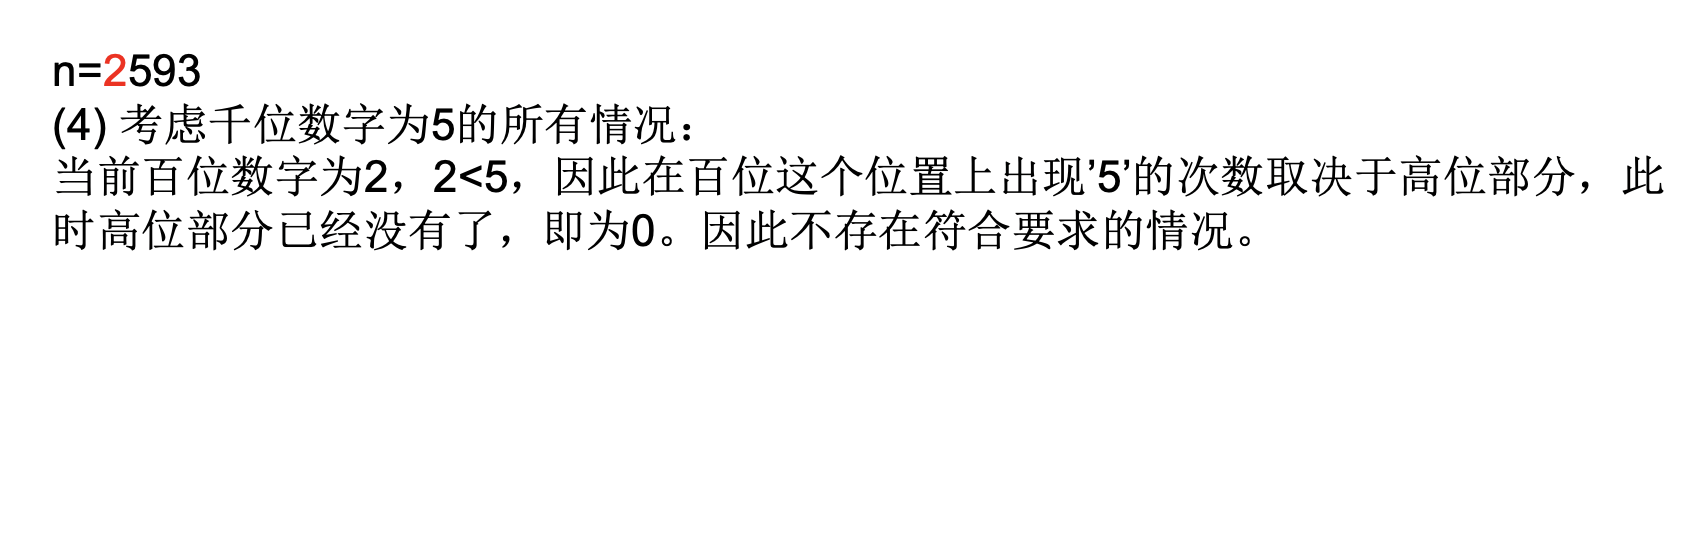 n=2593
(4) 考虑千位数字为5的所有情况：
当前百位数字为2，2<5，因此在百位这个位置上出现’5’的次数取决于高位部分，此
时高位部分已经没有了，即为0。因此不存在符合要求的情况。